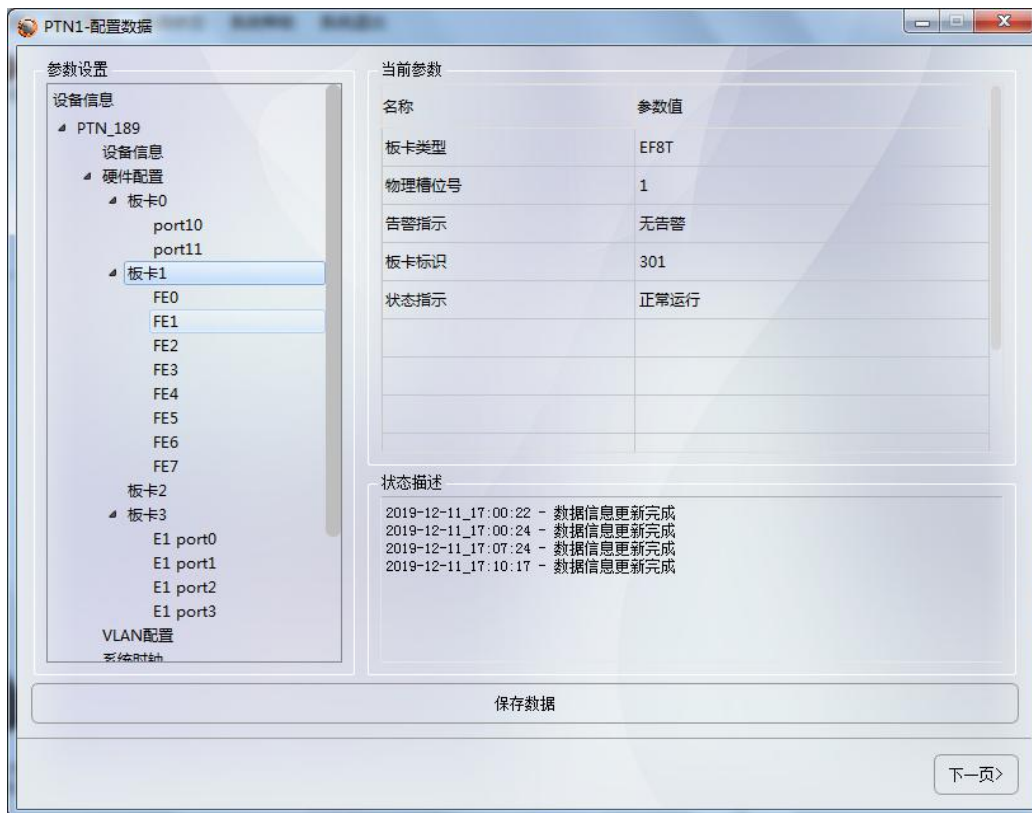 PTN1-配置数据
参数设置
设备信息
PTN_189
设备信息
硬件配置
板卡0
port10
port11
板卡1
FE0
FE1
FE2
FE3
FE4
FE5
FE6
FE7
板卡2
板卡3
E1 port0
E1 port1
E1 port2
E1 port3
VLAN配置
系统时钟
当前参数
名称 参数值
板卡类型 EF8T
物理槽位号 1
告警指示 无告警
板卡标识 301
状态指示 正常运行
状态描述
2019-12-11_17:00:22 - 数据信息更新完成
2019-12-11_17:00:24 - 数据信息更新完成
2019-12-11_17:07:24 - 数据信息更新完成
2019-12-11_17:10:17 - 数据信息更新完成
保存数据
下一页>